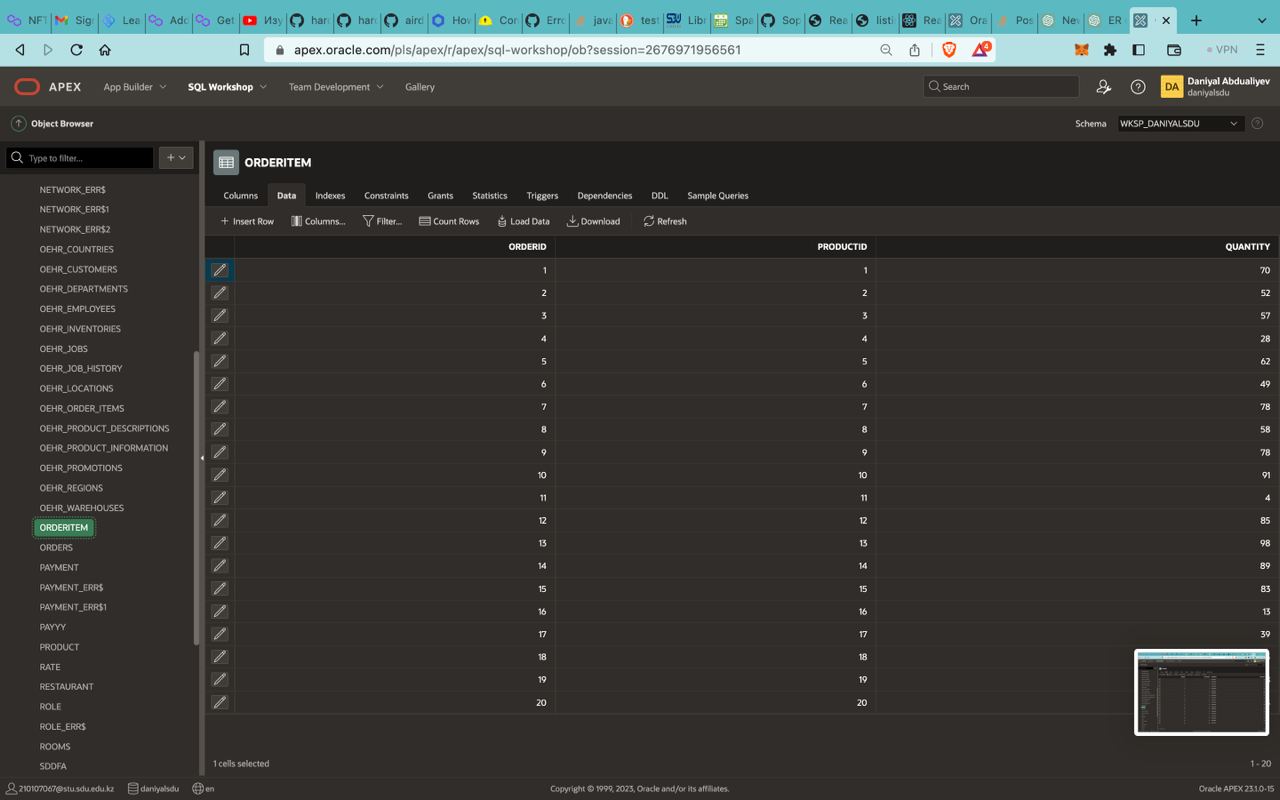 NFT
Sign
Lea
Add
Get
Изу
hard
hard
aird
How
Con
Erro
java
test
Libr
Spa
Sop
Rea
listi
Rea
Ora
Pos
Nev
ER
apex.oracle.com/pls/apex/r/apex/sql-workshop/ob?session=2676971956561
4
VPN
APEX App Builder SQL Workshop Team Development Gallery Search DA Daniyal Abdualiyev
daniyalsdu
Object Browser Schema WKSP_DANIYALSDU
Type to filter...
ORDERITEM
Columns Data Indexes Constraints Grants Statistics Triggers Dependencies DDL Sample Queries
Insert Row Columns... Filter... Count Rows Load Data Download Refresh
NETWORK_ERR$
NETWORK_ERR$1
NETWORK_ERR$2
OEHR_COUNTRIES
OEHR_CUSTOMERS
OEHR_DEPARTMENTS
OEHR_EMPLOYEES
OEHR_INVENTORIES
OEHR_JOBS
OEHR_JOB_HISTORY
OEHR_LOCATIONS
OEHR_ORDER_ITEMS
OEHR_PRODUCT_DESCRIPTIONS
OEHR_PRODUCT_INFORMATION
OEHR_PROMOTIONS
OEHR_REGIONS
OEHR_WAREHOUSES
ORDERITEM
ORDERS
PAYMENT
PAYMENT_ERR$
PAYMENT_ERR$1
PAYYY
PRODUCT
RATE
RESTAURANT
ROLE
ROLE_ERR$
ROOMS
SDDFA
ORDERID PRODUCTID QUANTITY
1 1 70
2 2 52
3 3 57
4 4 28
5 5 62
6 6 49
7 7 78
8 8 58
9 9 78
10 10 91
11 11 4
12 12 85
13 13 98
14 14 89
15 15 83
16 16 13
17 17 39
18 18
19 19
20 20
1 cells selected 1 - 20
210107067@stu.sdu.edu.kz daniyalsdu en Copyright © 1999, 2023, Oracle and/or its affiliates. Oracle APEX 23.1.0-15